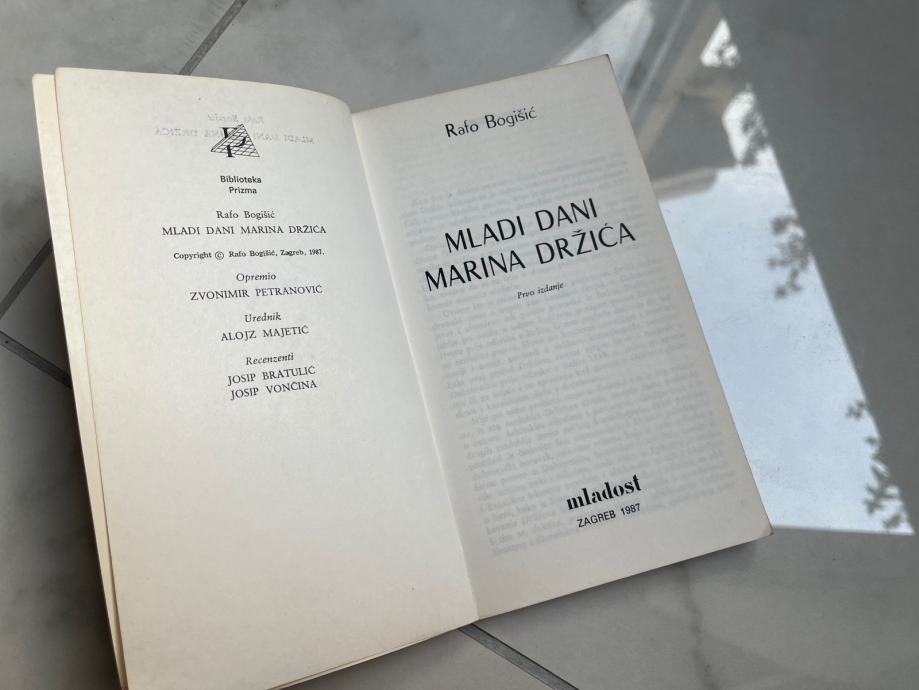 Biblioteka
Prizma
Rafo Bogišić
MLADI DANI MARINA DRŽIĆA
Copyright © Rafo Bogišić, Zagreb, 1987.
Opremio
ZVONIMIR PETRANOVIĆ
Urednik
ALOJZ MAJETIĆ
Recenzenti
JOSIP BRATULIĆ
JOSIP VONČINA
Rafo Bogišić
MLADI DANI
MARINA DRŽIĆA
Prvo izdanje
mladost
ZAGREB 1987